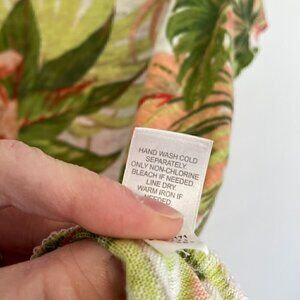 HAND WASH COLD
SEPARATELY.
ONLY NON-CHLORINE
BLEACH IF NEEDED.
LINE DRY.
WARM IRON IF
NEEDED.